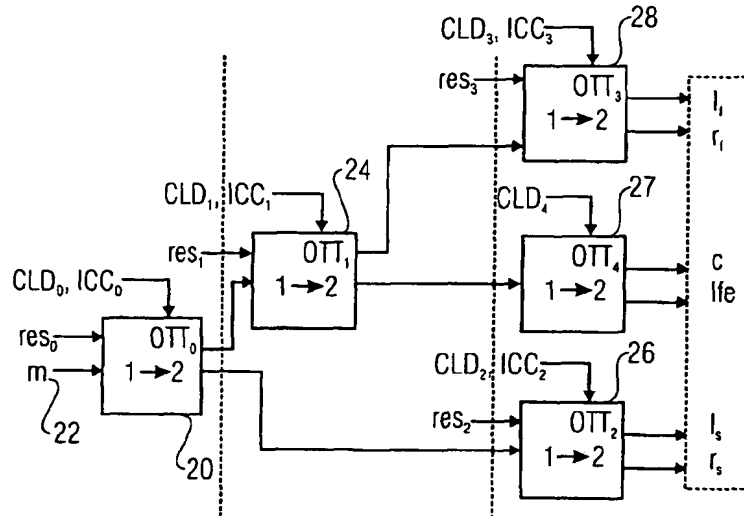 CLD₃, ICC₃
28
res₃
OTT₃
1→2
lf
rf
CLD₁, ICC₁
24
res₁
OTT₁
1→2
CLD₄
27
OTT₄
1→2
c
lfe
CLD₀, ICC₀
res₀
OTT₀
m
1→2
22
20
CLD₂, ICC₂
26
res₂
OTT₂
1→2
lₛ
rₛ